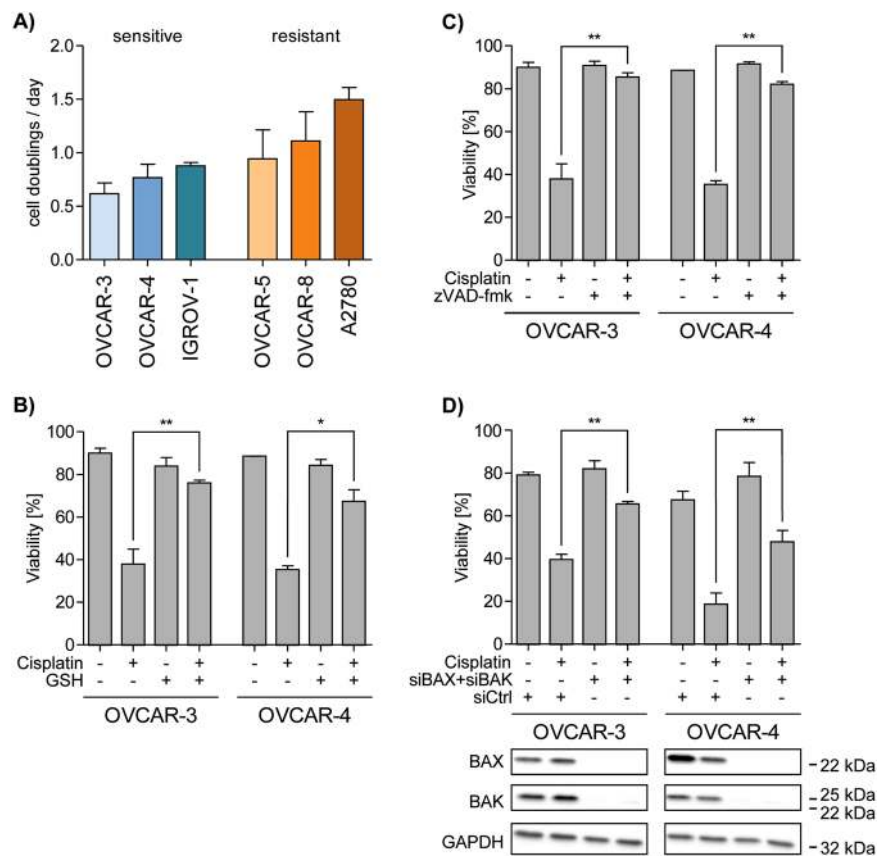 A)
sensitive
resistant
cell doublings / day
2.0
1.5
1.0
0.5
0.0
OVCAR-3
OVCAR-4
IGROV-1
OVCAR-5
OVCAR-8
A2780
B)
Viability [%]
100
80
60
40
20
0
**
*
Cisplatin - + - + - + - +
GSH - - + + - - + +
OVCAR-3
OVCAR-4
C)
Viability [%]
100
80
60
40
20
0
**
**
Cisplatin - + - + - + - +
zVAD-fmk - - + + - - + +
OVCAR-3
OVCAR-4
D)
Viability [%]
100
80
60
40
20
0
**
**
Cisplatin - + - + - + - +
siBAX+siBAK - - + + - - + +
siCtrl + + - - + + - -
OVCAR-3
OVCAR-4
BAX
- 22 kDa
BAK
- 25 kDa
- 22 kDa
GAPDH
- 32 kDa